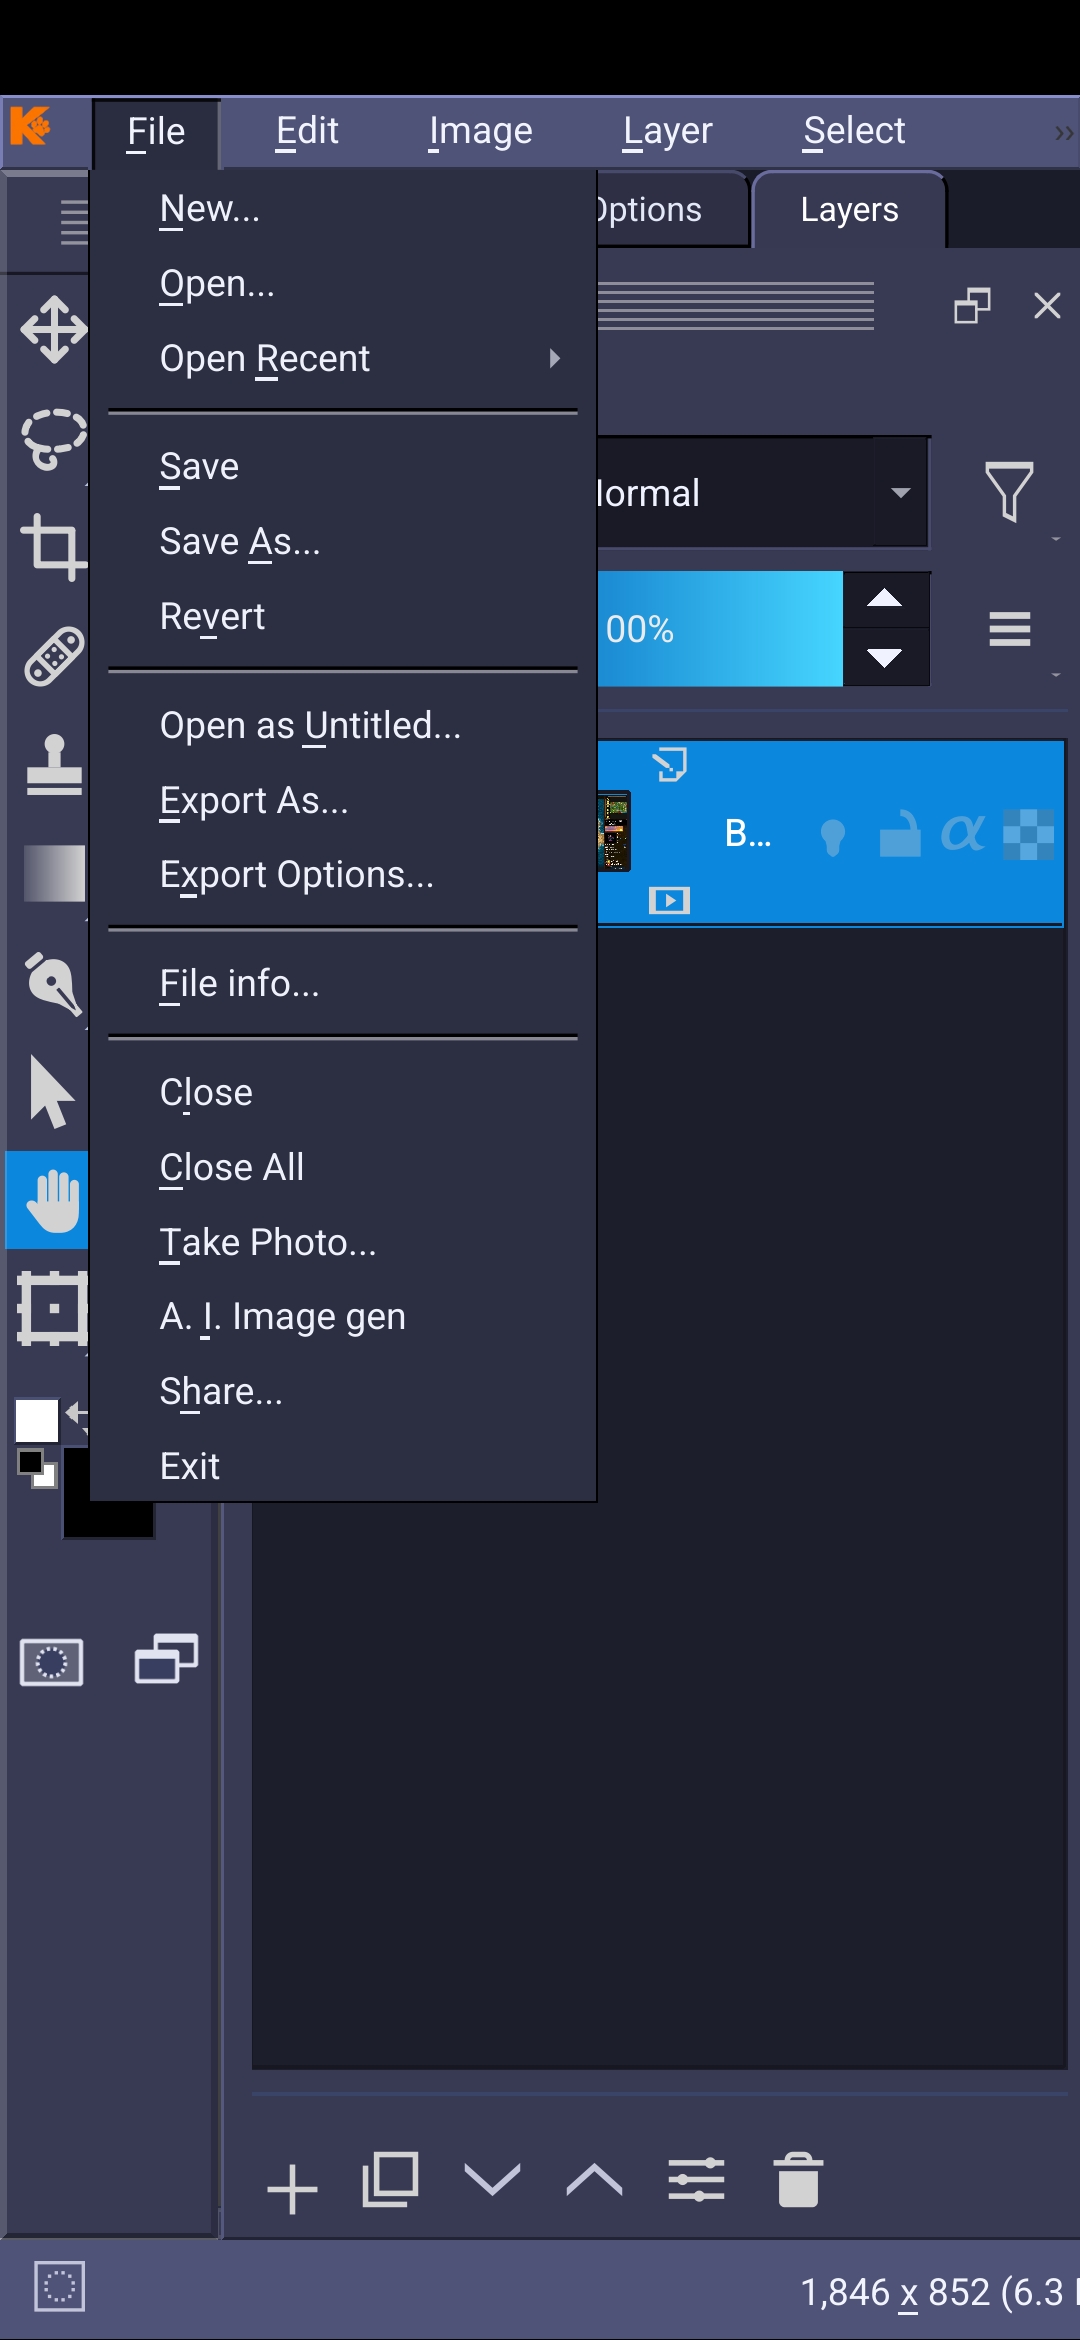 File Edit Image Layer Select
Options Layers
New...
Open...
Open Recent
Save
Normal
Save As...
Revert
00%
Open as Untitled...
Export As...
B...
α
Export Options...
File info...
Close
Close All
Take Photo...
A. I. Image gen
Share...
Exit
1,846 x 852 (6.3